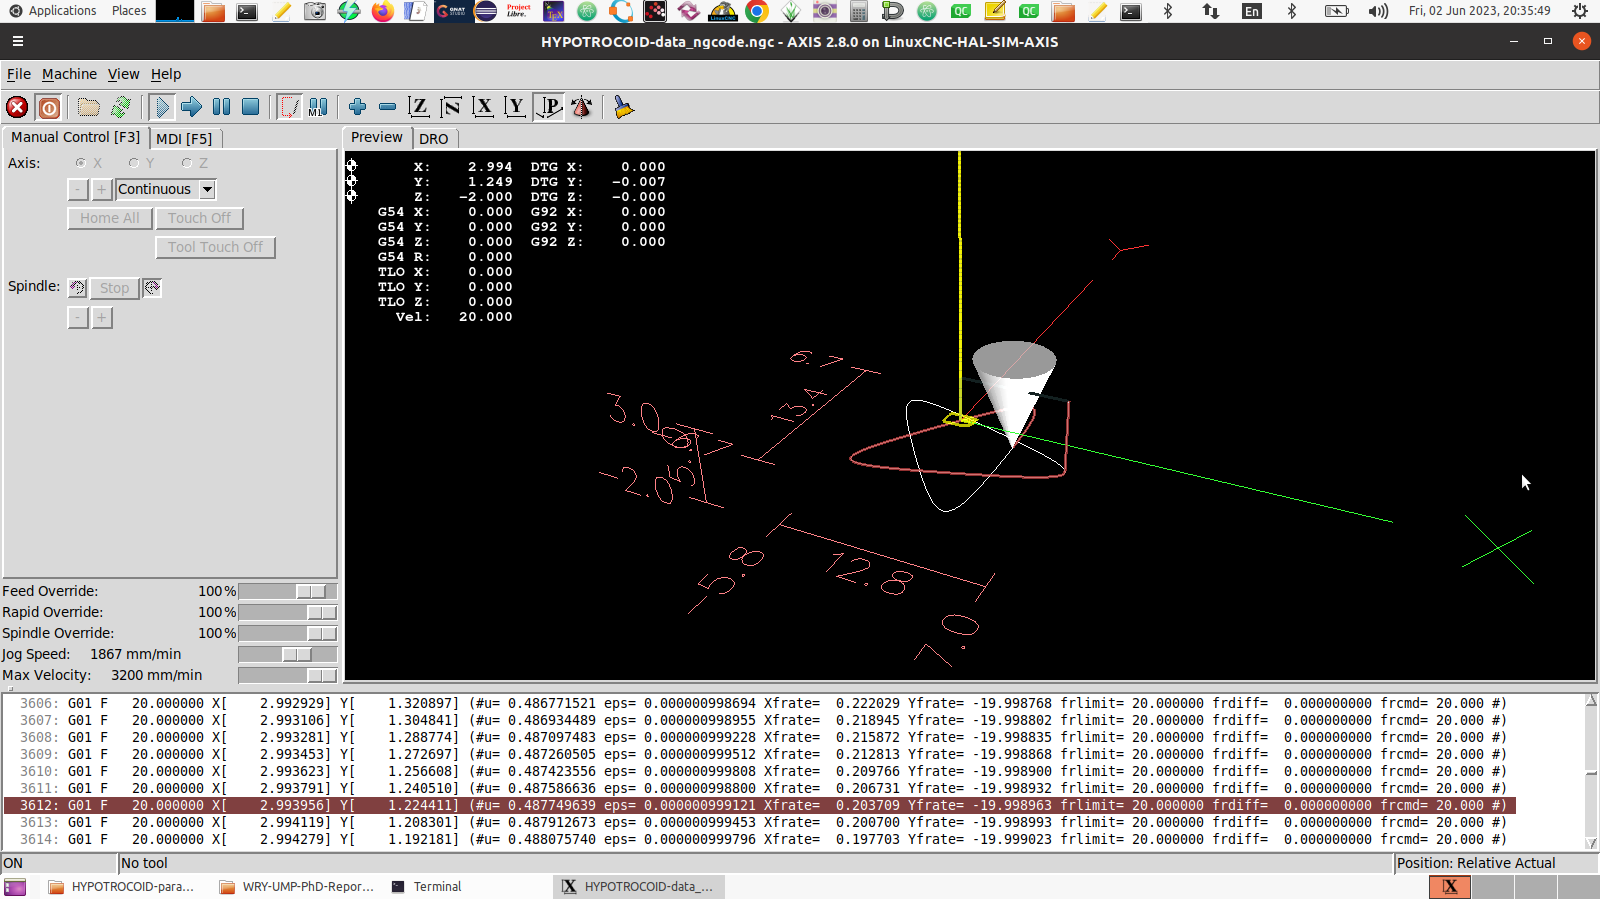 Applications Places En Fri, 02 Jun 2023, 20:35:49
HYPOTROCOID-data_ngcode.ngc - AXIS 2.8.0 on LinuxCNC-HAL-SIM-AXIS
File Machine View Help
Manual Control [F3] MDI [F5]
Preview DRO
Axis: X Y Z
- + Continuous
Home All Touch Off
Tool Touch Off
Spindle: Stop
- +
X: 2.994 DTG X: 0.000
Y: 1.249 DTG Y: -0.007
Z: -2.000 DTG Z: -0.000
G54 X: 0.000 G92 X: 0.000
G54 Y: 0.000 G92 Y: 0.000
G54 Z: 0.000 G92 Z: 0.000
G54 R: 0.000
TLO X: 0.000
TLO Y: 0.000
TLO Z: 0.000
Vel: 20.000
6.7
13.4
3.0
-2.0
-5.8
12.8
7.0
X
Y
Feed Override: 100%
Rapid Override: 100%
Spindle Override: 100%
Jog Speed: 1867 mm/min
Max Velocity: 3200 mm/min
3606: G01 F 20.000000 X[ 2.992929] Y[ 1.320897] (#u= 0.486771521 eps= 0.000000998694 Xfrate= 0.222029 Yfrate= -19.998768 frlimit= 20.000000 frdiff= 0.000000000 frcmd= 20.000 #)
3607: G01 F 20.000000 X[ 2.993106] Y[ 1.304841] (#u= 0.486934489 eps= 0.000000998955 Xfrate= 0.218945 Yfrate= -19.998802 frlimit= 20.000000 frdiff= 0.000000000 frcmd= 20.000 #)
3608: G01 F 20.000000 X[ 2.993281] Y[ 1.288774] (#u= 0.487097483 eps= 0.000000999228 Xfrate= 0.215872 Yfrate= -19.998835 frlimit= 20.000000 frdiff= 0.000000000 frcmd= 20.000 #)
3609: G01 F 20.000000 X[ 2.993453] Y[ 1.272697] (#u= 0.487260505 eps= 0.000000999512 Xfrate= 0.212813 Yfrate= -19.998868 frlimit= 20.000000 frdiff= 0.000000000 frcmd= 20.000 #)
3610: G01 F 20.000000 X[ 2.993623] Y[ 1.256608] (#u= 0.487423556 eps= 0.000000999808 Xfrate= 0.209766 Yfrate= -19.998900 frlimit= 20.000000 frdiff= 0.000000000 frcmd= 20.000 #)
3611: G01 F 20.000000 X[ 2.993791] Y[ 1.240510] (#u= 0.487586636 eps= 0.000000998800 Xfrate= 0.206731 Yfrate= -19.998932 frlimit= 20.000000 frdiff= 0.000000000 frcmd= 20.000 #)
3612: G01 F 20.000000 X[ 2.993956] Y[ 1.224411] (#u= 0.487749639 eps= 0.000000999121 Xfrate= 0.203709 Yfrate= -19.998963 frlimit= 20.000000 frdiff= 0.000000000 frcmd= 20.000 #)
3613: G01 F 20.000000 X[ 2.994119] Y[ 1.208301] (#u= 0.487912673 eps= 0.000000999453 Xfrate= 0.200700 Yfrate= -19.998993 frlimit= 20.000000 frdiff= 0.000000000 frcmd= 20.000 #)
3614: G01 F 20.000000 X[ 2.994279] Y[ 1.192181] (#u= 0.488075740 eps= 0.000000999796 Xfrate= 0.197703 Yfrate= -19.999023 frlimit= 20.000000 frdiff= 0.000000000 frcmd= 20.000 #)
ON No tool Position: Relative Actual
HYPOTROCOID-para... WRY-UMP-PhD-Repor... Terminal HYPOTROCOID-data_...